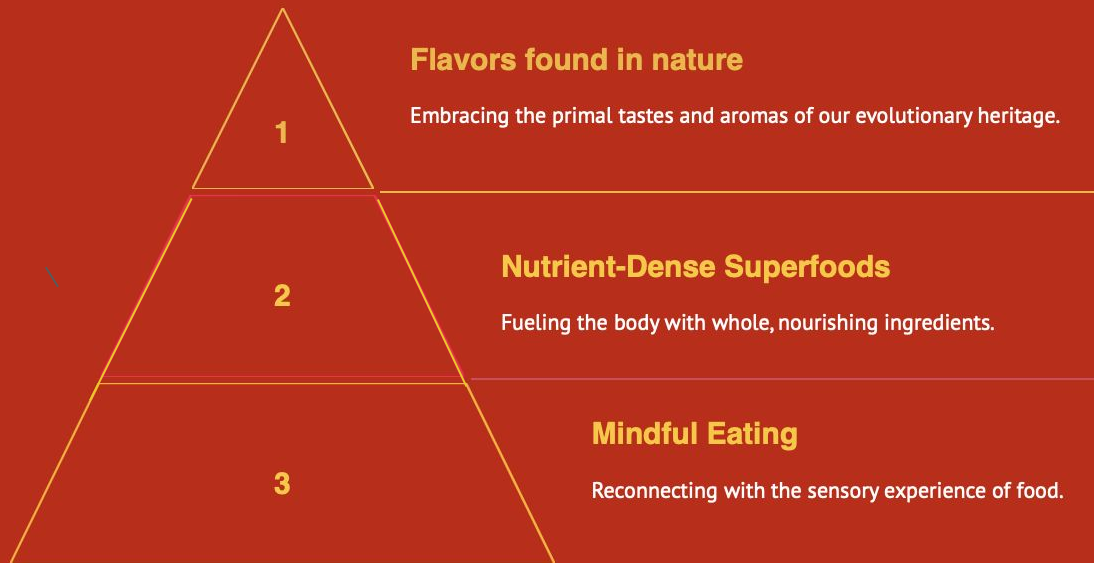 Flavors found in nature
Embracing the primal tastes and aromas of our evolutionary heritage.
1
Nutrient-Dense Superfoods
2
Fueling the body with whole, nourishing ingredients.
Mindful Eating
3
Reconnecting with the sensory experience of food.